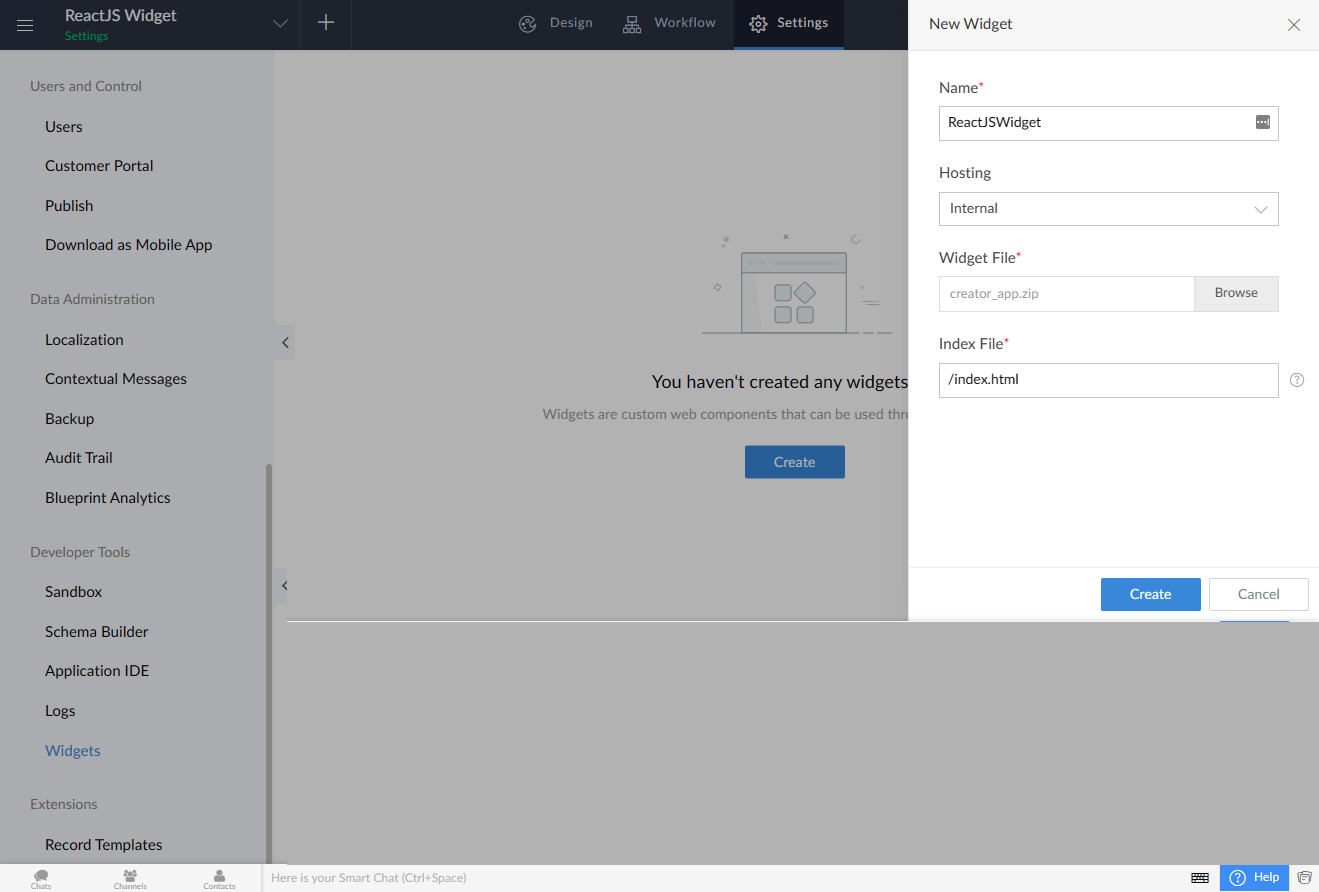 ReactJS Widget
Settings
Design
Workflow
Settings
Users and Control
Users
Customer Portal
Publish
Download as Mobile App
Data Administration
Localization
Contextual Messages
Backup
Audit Trail
Blueprint Analytics
Developer Tools
Sandbox
Schema Builder
Application IDE
Logs
Widgets
Extensions
Record Templates
You haven't created any widgets
Widgets are custom web components that can be used thr
Create
New Widget
Name*
ReactJSWidget
Hosting
Internal
Widget File*
creator_app.zip
Browse
Index File*
/index.html
?
Create
Cancel
Chats
Channels
Contacts
Here is your Smart Chat (Ctrl+Space)
? Help